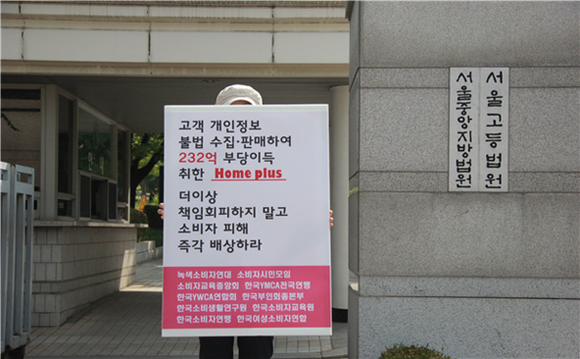 고객 개인정보
불법 수집·판매하여
232억 부당이득
취한 Home plus
더이상
책임회피하지 말고
소비자 피해
즉각 배상하라
녹색소비자연대 소비자시민모임
소비자교육중앙회 한국YMCA전국연맹
한국YWCA연합회 한국부인회총본부
한국소비생활연구원 한국소비자교육원
한국소비자연맹 한국여성소비자연합
서울고등법원
서울중앙지방법원